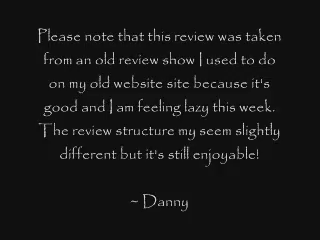 Please note that this review was taken
from an old review show I used to do
on my old website site because it's
good and I am feeling lazy this week.
The review structure my seem slightly
different but it's still enjoyable!
~ Danny